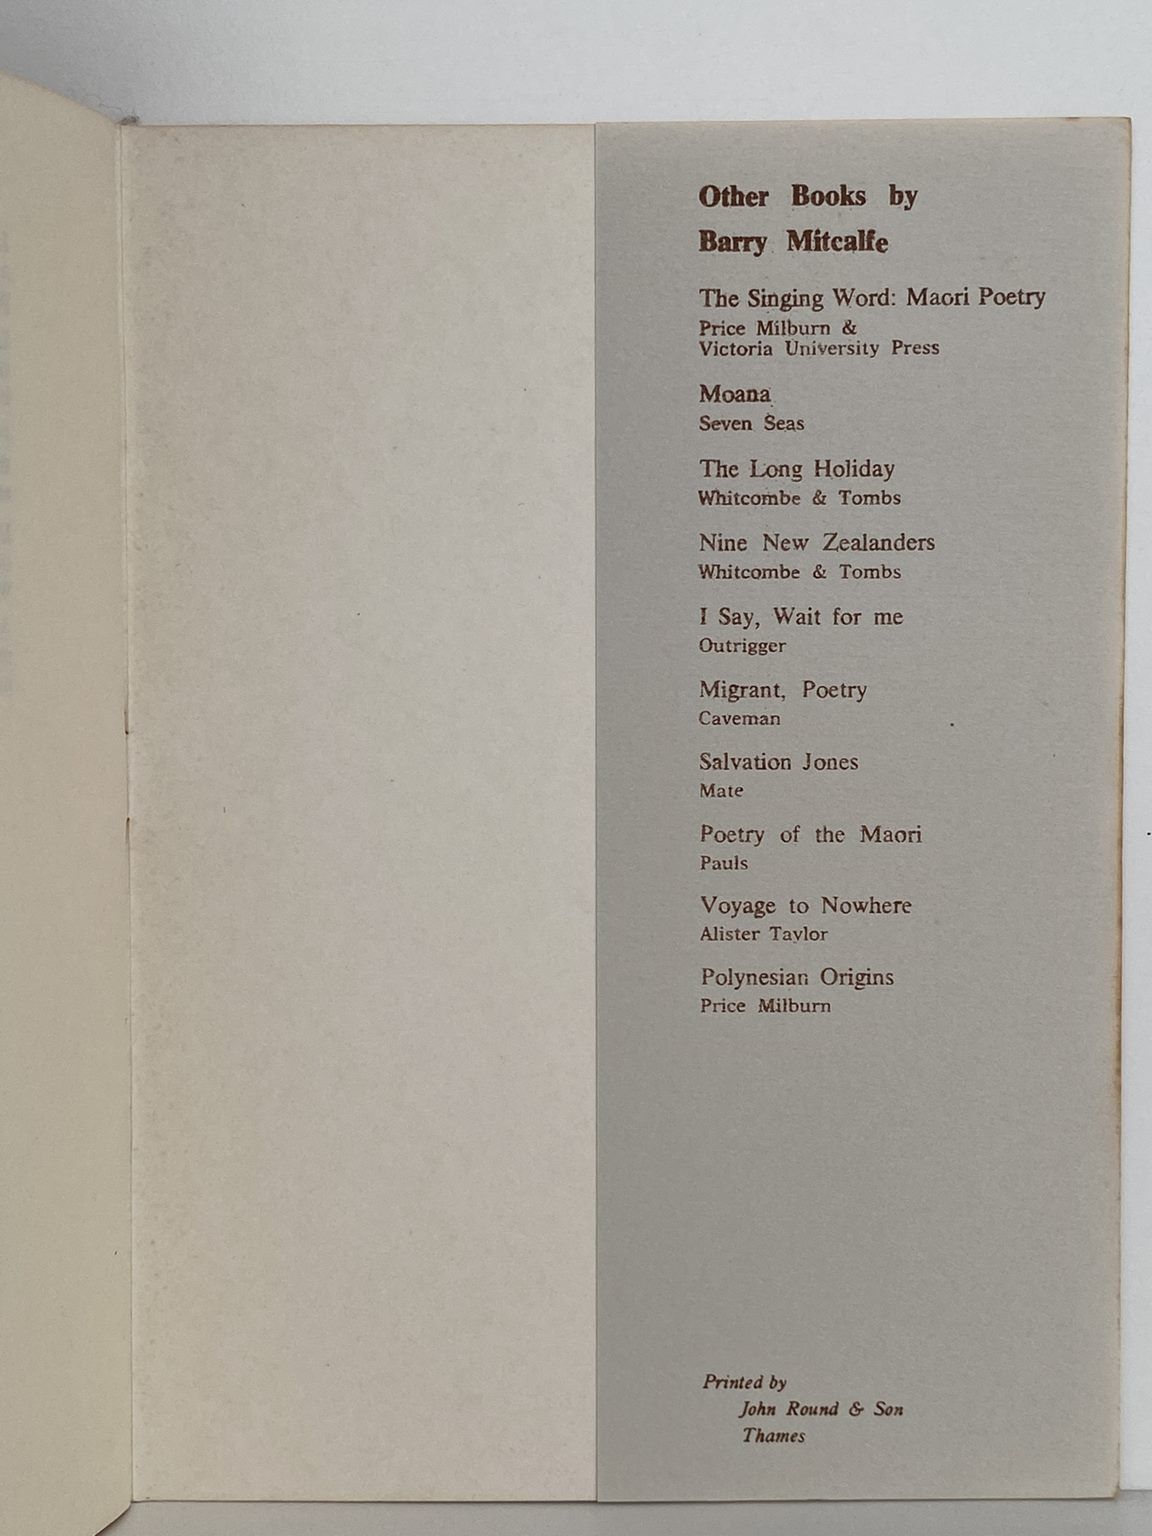 Other Books by
Barry Mitcalfe
The Singing Word: Maori Poetry
Price Milburn &
Victoria University Press
Moana
Seven Seas
The Long Holiday
Whitcombe & Tombs
Nine New Zealanders
Whitcombe & Tombs
I Say, Wait for me
Outrigger
Migrant, Poetry
Caveman
Salvation Jones
Mate
Poetry of the Maori
Pauls
Voyage to Nowhere
Alister Taylor
Polynesian Origins
Price Milburn
Printed by
John Round & Son
Thames